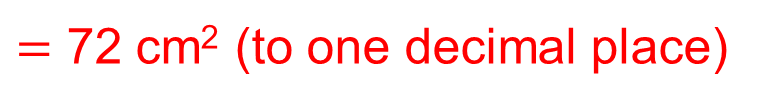 = 72 cm² (to one decimal place)